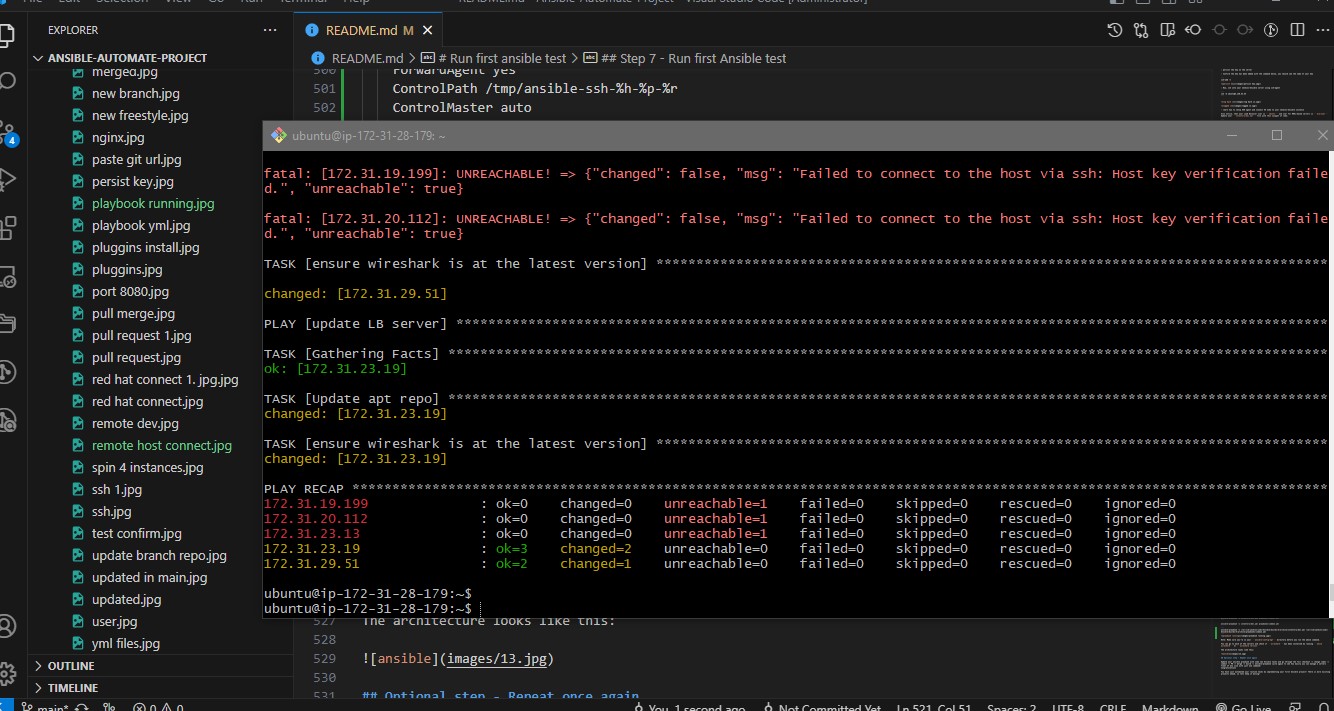 README.md - Ansible-Automate-Project - Visual Studio Code [Administrator]
EXPLORER
README.md M
ANSIBLE-AUTOMATE-PROJECT
README.md > # Run first ansible test > ## Step 7 - Run first Ansible test
merged.jpg
new branch.jpg
new freestyle.jpg
nginx.jpg
paste git url.jpg
persist key.jpg
playbook running.jpg
playbook yml.jpg
pluggins install.jpg
pluggins.jpg
port 8080.jpg
pull merge.jpg
pull request 1.jpg
pull request.jpg
red hat connect 1. jpg.jpg
red hat connect.jpg
remote dev.jpg
remote host connect.jpg
spin 4 instances.jpg
ssh 1.jpg
ssh.jpg
test confirm.jpg
update branch repo.jpg
updated in main.jpg
updated.jpg
user.jpg
yml files.jpg
OUTLINE
TIMELINE
4
500 ForwardAgent yes
501 ControlPath /tmp/ansible-ssh-%h-%p-%r
502 ControlMaster auto
ubuntu@ip-172-31-28-179: ~
fatal: [172.31.19.199]: UNREACHABLE! => {"changed": false, "msg": "Failed to connect to the host via ssh: Host key verification faile
d.", "unreachable": true}
fatal: [172.31.20.112]: UNREACHABLE! => {"changed": false, "msg": "Failed to connect to the host via ssh: Host key verification faile
d.", "unreachable": true}
TASK [ensure wireshark is at the latest version] ************************************************************************************
changed: [172.31.29.51]
PLAY [update LB server] *************************************************************************************************************
TASK [Gathering Facts] **************************************************************************************************************
ok: [172.31.23.19]
TASK [Update apt repo] **************************************************************************************************************
changed: [172.31.23.19]
TASK [ensure wireshark is at the latest version] ************************************************************************************
changed: [172.31.23.19]
PLAY RECAP **************************************************************************************************************************
172.31.19.199 : ok=0 changed=0 unreachable=1 failed=0 skipped=0 rescued=0 ignored=0
172.31.20.112 : ok=0 changed=0 unreachable=1 failed=0 skipped=0 rescued=0 ignored=0
172.31.23.13 : ok=0 changed=0 unreachable=1 failed=0 skipped=0 rescued=0 ignored=0
172.31.23.19 : ok=3 changed=2 unreachable=0 failed=0 skipped=0 rescued=0 ignored=0
172.31.29.51 : ok=2 changed=1 unreachable=0 failed=0 skipped=0 rescued=0 ignored=0
ubuntu@ip-172-31-28-179:~$
ubuntu@ip-172-31-28-179:~$
527 The architecture looks like this:
528
529 ![ansible](images/13.jpg)
530
531 ## Optional step - Repeat once again
main* 0 0 You, 1 second ago Not Committed Yet Ln 521, Col 51 Spaces: 2 UTF-8 CRLF Markdown Go Live